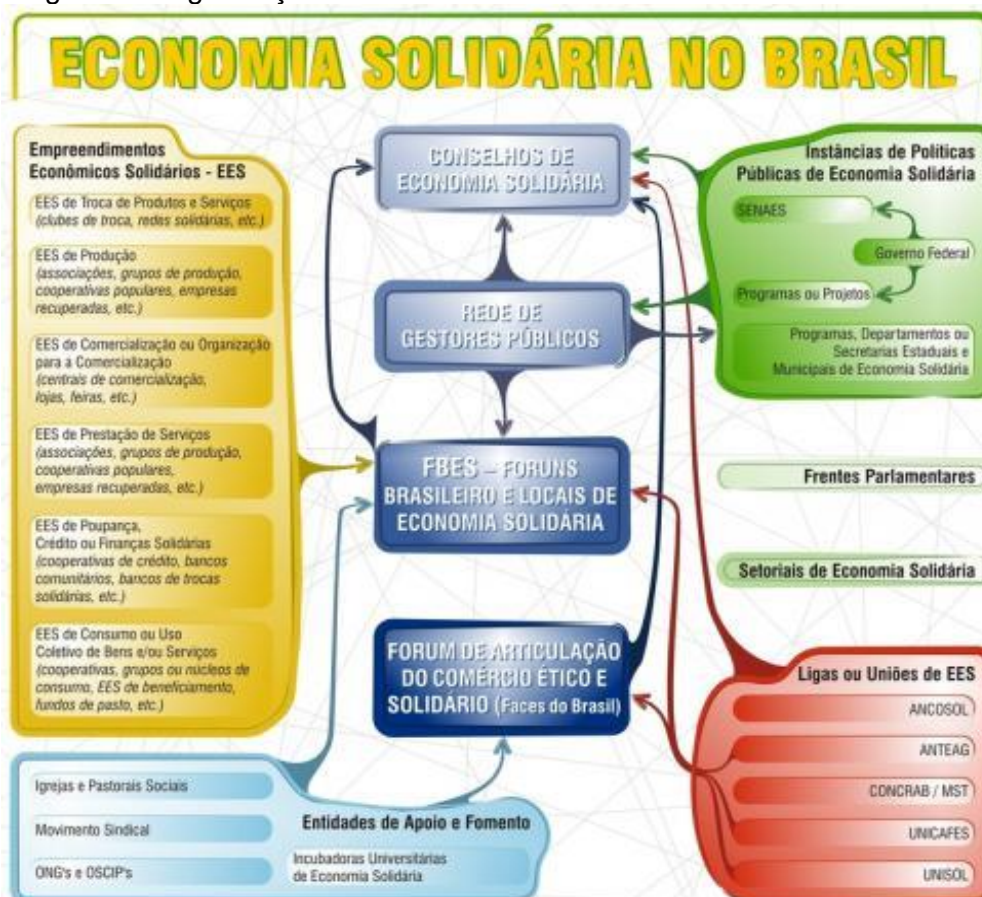 ECONOMIA SOLIDÁRIA NO BRASIL
Empreendimentos
Econômicos Solidários - EES
EES de Troca de Produtos e Serviços
(clubes de troca, redes solidárias, etc.)
EES de Produção
(associações, grupos de produção,
cooperativas populares, empresas
recuperadas, etc.)
EES de Comercialização ou Organização
para a Comercialização
(centrais de comercialização,
lojas, feiras, etc.)
EES de Prestação de Serviços
(associações, grupos de produção,
cooperativas populares,
empresas recuperadas, etc.)
EES de Poupança,
Crédito ou Finanças Solidárias
(cooperativas de crédito, bancos
comunitários, bancos de trocas
solidárias, etc.)
EES de Consumo ou Uso
Coletivo de Bens e/ou Serviços
(cooperativas, grupos ou núcleos de
consumo, EES de beneficiamento,
fundos de pasto, etc.)
CONSELHOS DE
ECONOMIA SOLIDÁRIA
REDE DE
GESTORES PÚBLICOS
FBES – FORUNS
BRASILEIRO E LOCAIS DE
ECONOMIA SOLIDÁRIA
FORUM DE ARTICULAÇÃO
DO COMÉRCIO ÉTICO E
SOLIDÁRIO (Faces do Brasil)
Instâncias de Políticas
Públicas de Economia Solidária
SENAES
Governo Federal
Programas ou Projetos
Programas, Departamentos ou
Secretarias Estaduais e
Municipais de Economia Solidária
Frentes Parlamentares
Setoriais de Economia Solidária
Ligas ou Uniões de EES
ANCOSOL
ANTEAG
CONCRAB / MST
UNICAFES
UNISOL
Igrejas e Pastorais Sociais
Movimento Sindical
ONG's e OSCIP's
Entidades de Apoio e Fomento
Incubadoras Universitárias
de Economia Solidária